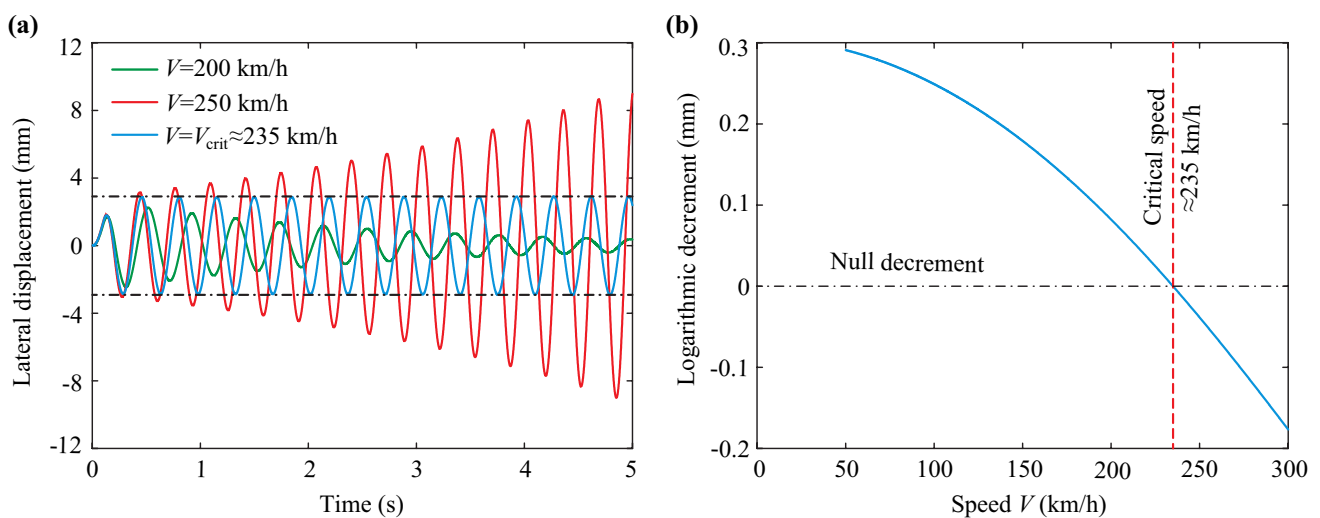 (a)
12
8
4
0
-4
-8
-12
Lateral displacement (mm)
V=200 km/h
V=250 km/h
V=Vcrit≈235 km/h
0 1 2 3 4 5
Time (s)
(b)
0.3
0.2
0.1
0
-0.1
-0.2
Logarithmic decrement (mm)
Null decrement
Critical speed
≈235 km/h
0 50 100 150 200 250 300
Speed V (km/h)